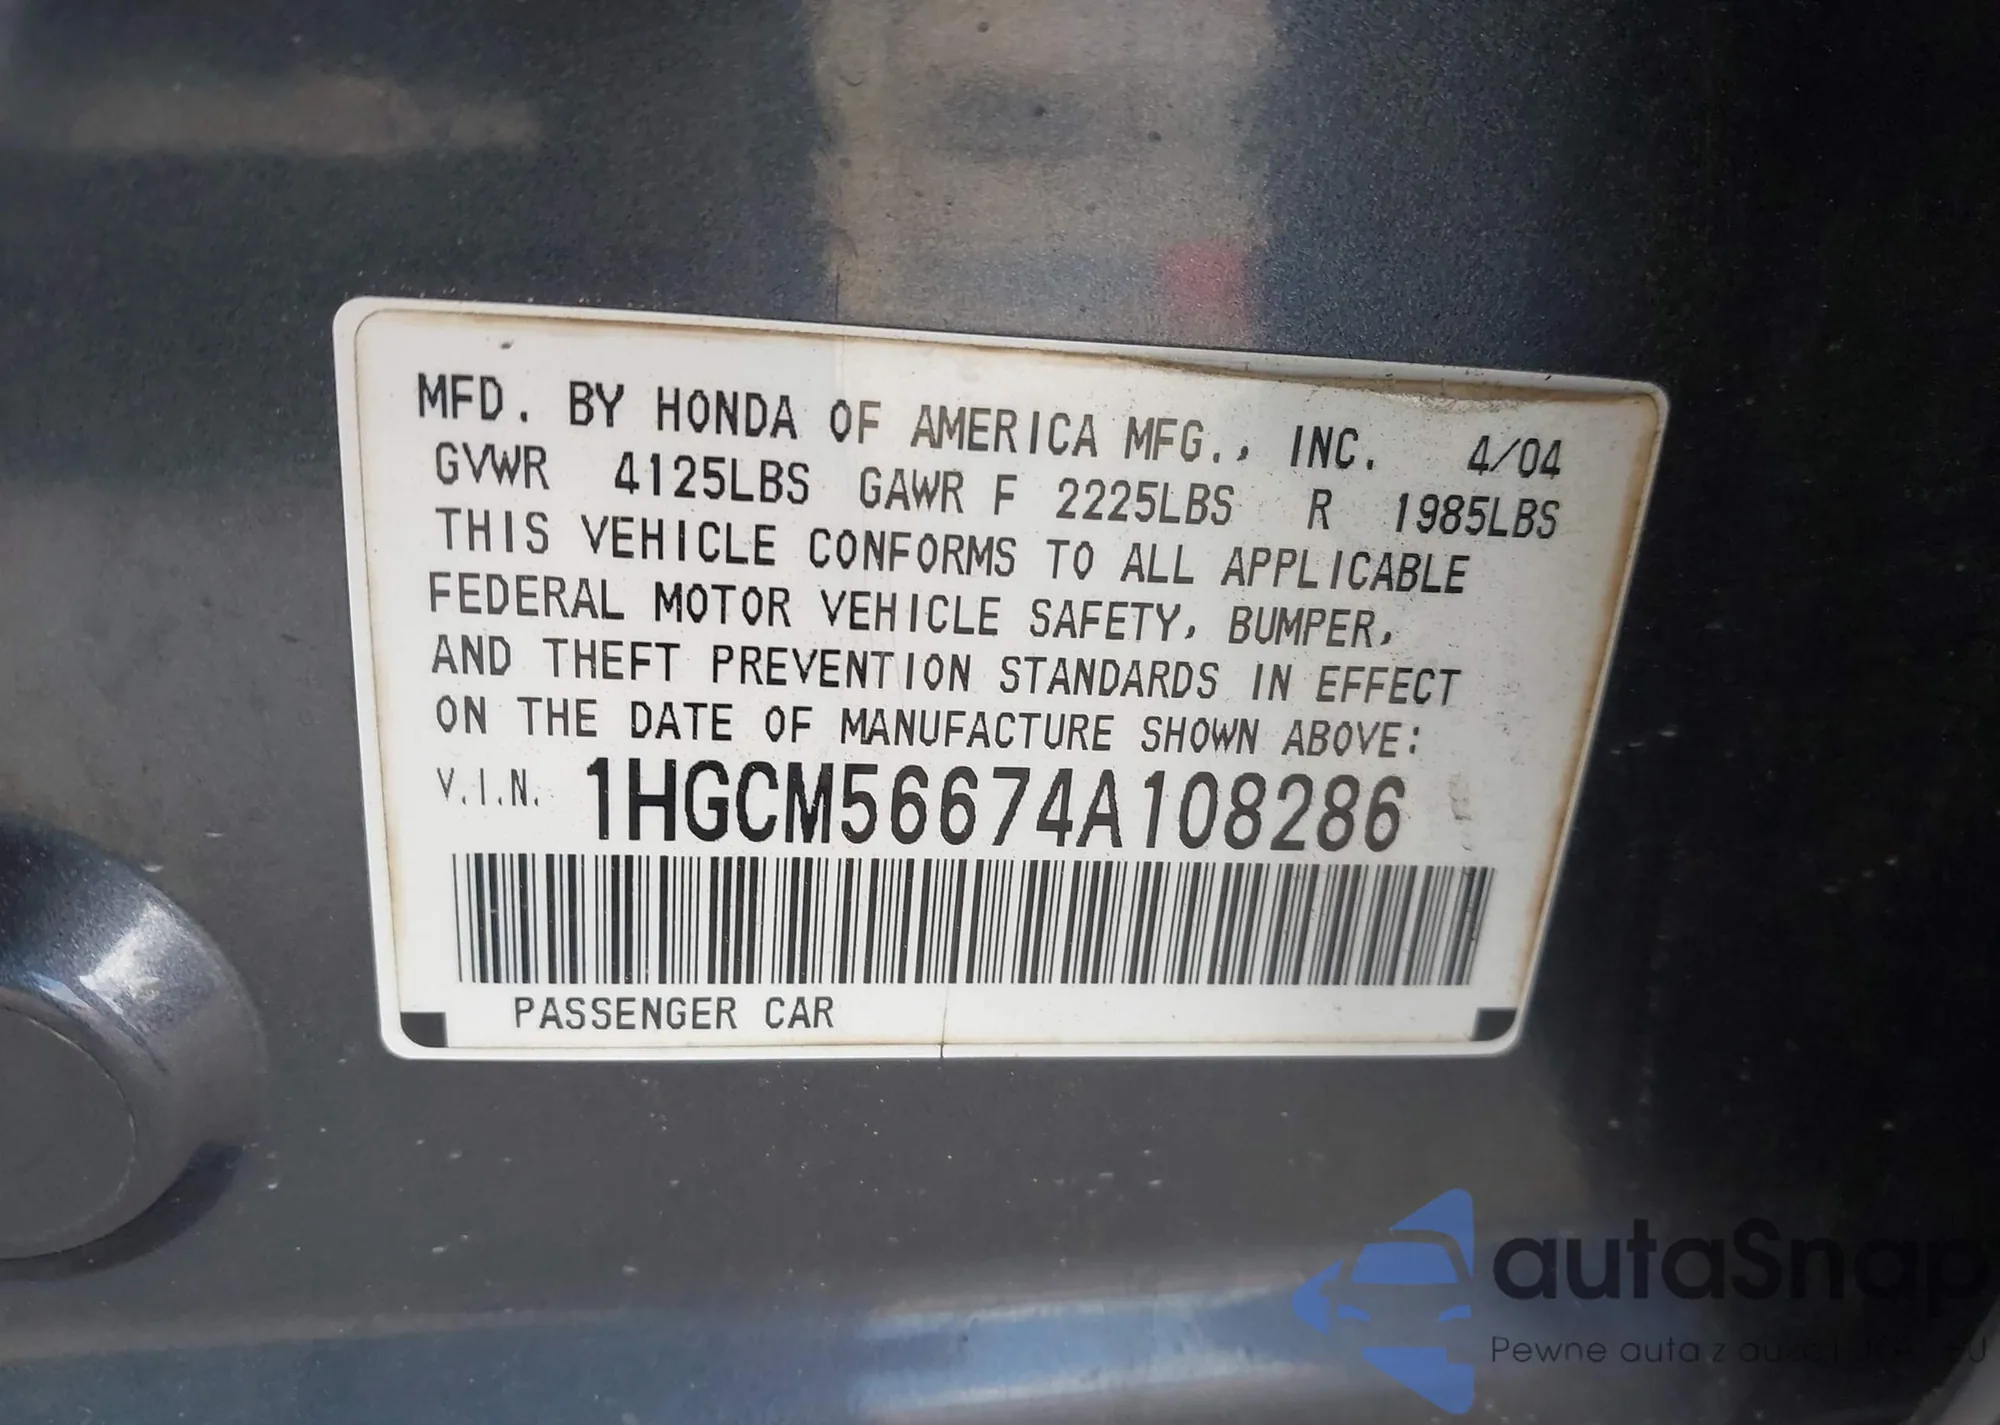 MFD. BY HONDA OF AMERICA MFG., INC. 4/04
GVWR 4125LBS GAWR F 2225LBS R 1985LBS
THIS VEHICLE CONFORMS TO ALL APPLICABLE
FEDERAL MOTOR VEHICLE SAFETY, BUMPER,
AND THEFT PREVENTION STANDARDS IN EFFECT
ON THE DATE OF MANUFACTURE SHOWN ABOVE:
V.I.N. 1HGCM56674A108286
PASSENGER CAR
autaSnap
Pewne auta z